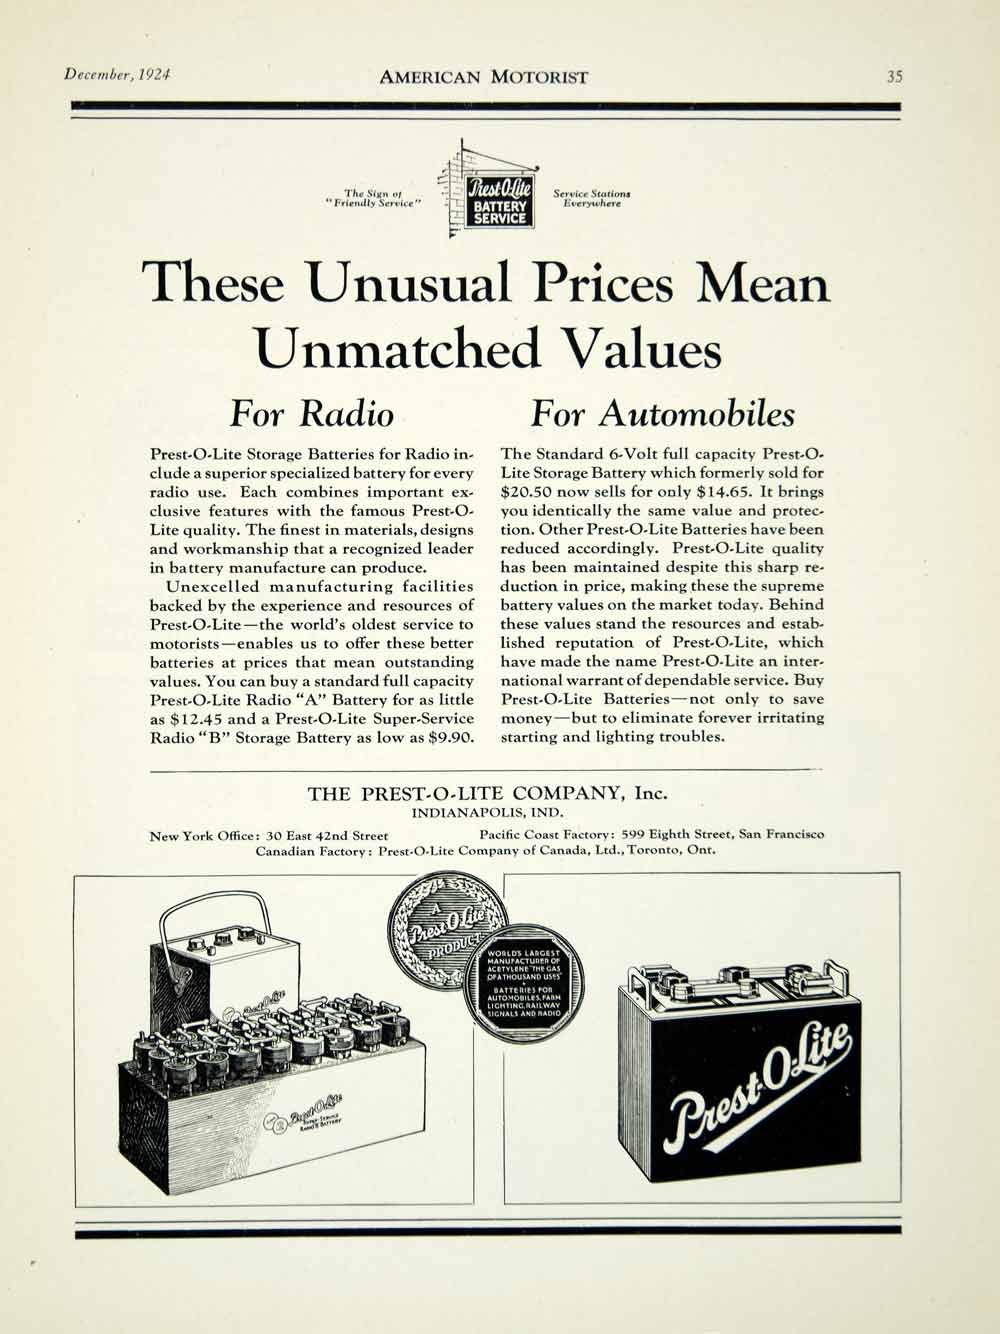 December, 1924
AMERICAN MOTORIST
35
The Sign of
"Friendly Service"
Prest-O-Lite
BATTERY
SERVICE
Service Stations
Everywhere
These Unusual Prices Mean
Unmatched Values
For Radio
Prest-O-Lite Storage Batteries for Radio in-
clude a superior specialized battery for every
radio use. Each combines important ex-
clusive features with the famous Prest-O-
Lite quality. The finest in materials, designs
and workmanship that a recognized leader
in battery manufacture can produce.
Unexcelled manufacturing facilities
backed by the experience and resources of
Prest-O-Lite—the world's oldest service to
motorists—enables us to offer these better
batteries at prices that mean outstanding
values. You can buy a standard full capacity
Prest-O-Lite Radio "A" Battery for as little
as $12.45 and a Prest-O-Lite Super-Service
Radio "B" Storage Battery as low as $9.90.
For Automobiles
The Standard 6-Volt full capacity Prest-O-
Lite Storage Battery which formerly sold for
$20.50 now sells for only $14.65. It brings
you identically the same value and protec-
tion. Other Prest-O-Lite Batteries have been
reduced accordingly. Prest-O-Lite quality
has been maintained despite this sharp re-
duction in price, making these the supreme
battery values on the market today. Behind
these values stand the resources and estab-
lished reputation of Prest-O-Lite, which
have made the name Prest-O-Lite an inter-
national warrant of dependable service. Buy
Prest-O-Lite Batteries—not only to save
money—but to eliminate forever irritating
starting and lighting troubles.
THE PREST-O-LITE COMPANY, Inc.
INDIANAPOLIS, IND.
New York Office: 30 East 42nd Street
Pacific Coast Factory: 599 Eighth Street, San Francisco
Canadian Factory: Prest-O-Lite Company of Canada, Ltd., Toronto, Ont.
A
Prest-O-Lite
PRODUCT
WORLD'S LARGEST
MANUFACTURER OF
ACETYLENE "THE GAS
OF A THOUSAND USES"
BATTERIES FOR
AUTOMOBILES, FARM
LIGHTING, RAILWAY
SIGNALS AND RADIO
Prest-O-Lite
Prest-O-Lite
SUPER-SERVICE
RADIO "B" BATTERY
Prest-O-Lite